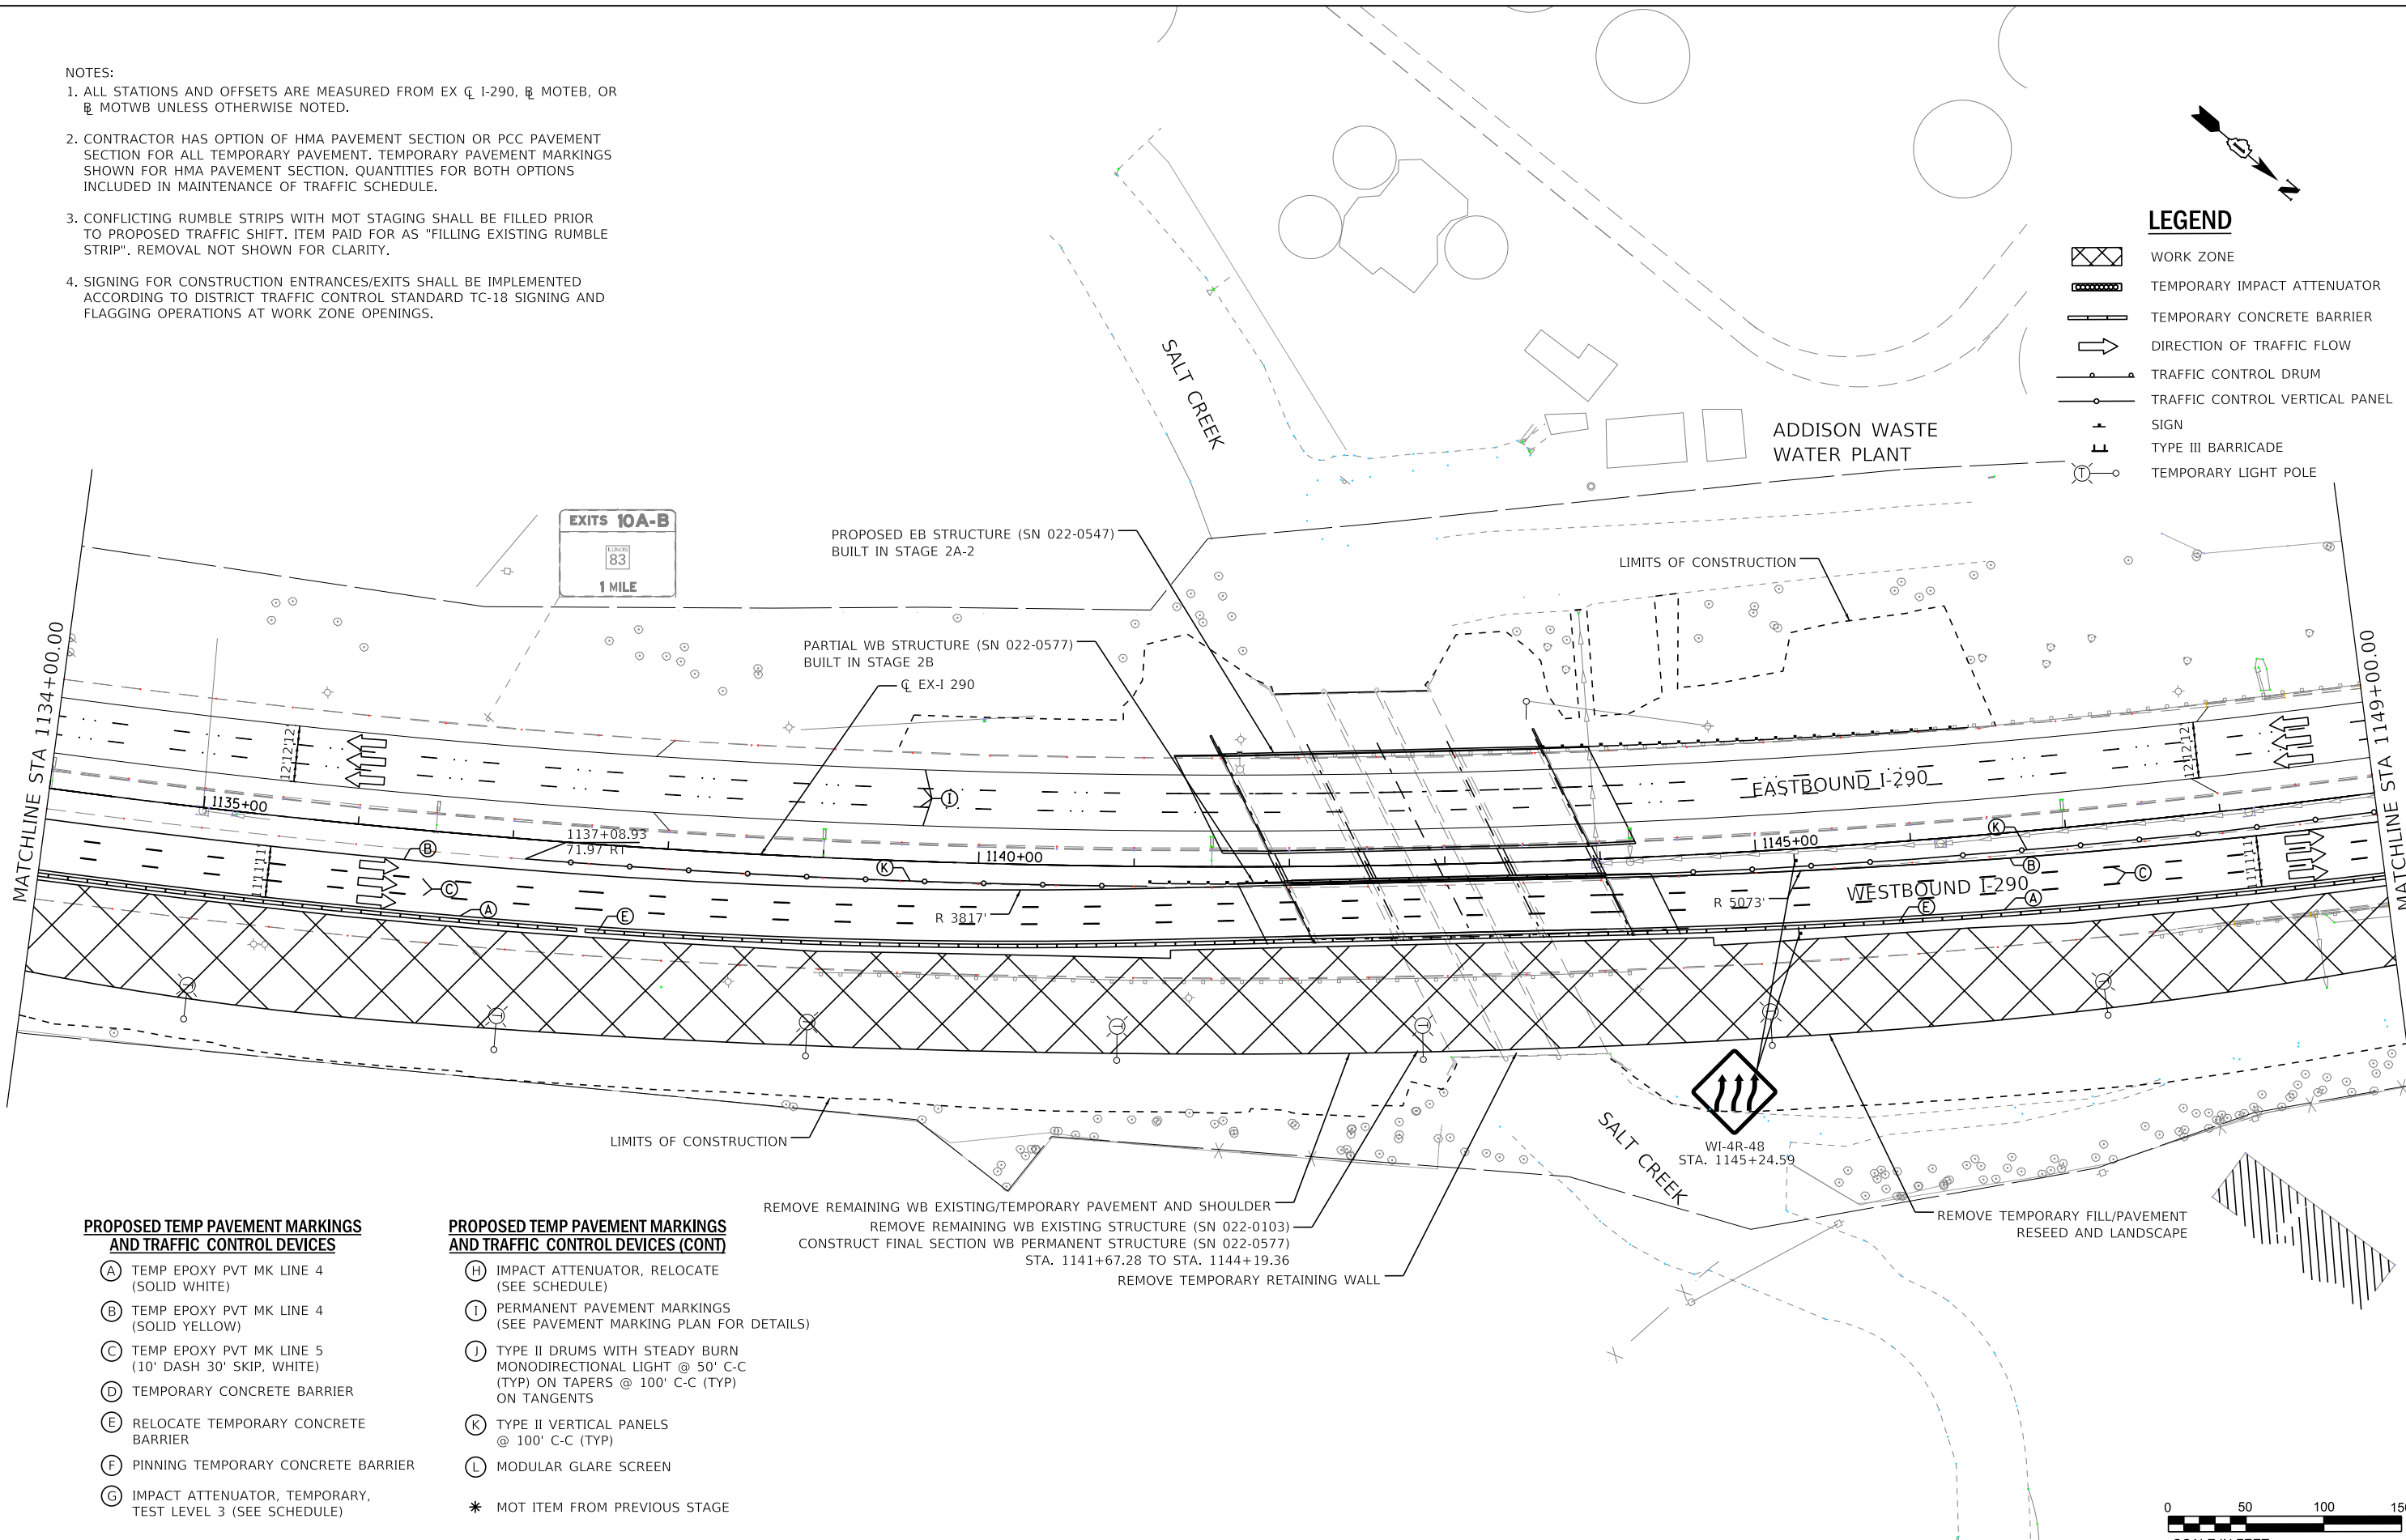 NOTES:
1. ALL STATIONS AND OFFSETS ARE MEASURED FROM EX ℄ I-290, BL MOTEB, OR
BL MOTWB UNLESS OTHERWISE NOTED.
2. CONTRACTOR HAS OPTION OF HMA PAVEMENT SECTION OR PCC PAVEMENT
SECTION FOR ALL TEMPORARY PAVEMENT. TEMPORARY PAVEMENT MARKINGS
SHOWN FOR HMA PAVEMENT SECTION. QUANTITIES FOR BOTH OPTIONS
INCLUDED IN MAINTENANCE OF TRAFFIC SCHEDULE.
3. CONFLICTING RUMBLE STRIPS WITH MOT STAGING SHALL BE FILLED PRIOR
TO PROPOSED TRAFFIC SHIFT. ITEM PAID FOR AS "FILLING EXISTING RUMBLE
STRIP". REMOVAL NOT SHOWN FOR CLARITY.
4. SIGNING FOR CONSTRUCTION ENTRANCES/EXITS SHALL BE IMPLEMENTED
ACCORDING TO DISTRICT TRAFFIC CONTROL STANDARD TC-18 SIGNING AND
FLAGGING OPERATIONS AT WORK ZONE OPENINGS.
N
LEGEND
WORK ZONE
TEMPORARY IMPACT ATTENUATOR
TEMPORARY CONCRETE BARRIER
DIRECTION OF TRAFFIC FLOW
TRAFFIC CONTROL DRUM
TRAFFIC CONTROL VERTICAL PANEL
SIGN
TYPE III BARRICADE
T TEMPORARY LIGHT POLE
SALT CREEK
ADDISON WASTE
WATER PLANT
EXITS 10A-B
ILLINOIS
83
1 MILE
PROPOSED EB STRUCTURE (SN 022-0547)
BUILT IN STAGE 2A-2
LIMITS OF CONSTRUCTION
PARTIAL WB STRUCTURE (SN 022-0577)
BUILT IN STAGE 2B
℄ EX-I 290
MATCHLINE STA 1134+00.00
MATCHLINE STA 1149+00.00
12'12'12'
12'12'12'
I
EASTBOUND I-290
1135+00
1137+08.93
71.97' RT
1140+00
1145+00
B
K
K
B
11'11'11'
C
A
E
R 3817'
R 5073'
WESTBOUND I-290
C
E
A
11'11'11'
T
T
T
T
T
T
T
LIMITS OF CONSTRUCTION
WI-4R-48
STA. 1145+24.59
SALT CREEK
REMOVE REMAINING WB EXISTING/TEMPORARY PAVEMENT AND SHOULDER
REMOVE REMAINING WB EXISTING STRUCTURE (SN 022-0103)
CONSTRUCT FINAL SECTION WB PERMANENT STRUCTURE (SN 022-0577)
STA. 1141+67.28 TO STA. 1144+19.36
REMOVE TEMPORARY RETAINING WALL
REMOVE TEMPORARY FILL/PAVEMENT
RESEED AND LANDSCAPE
PROPOSED TEMP PAVEMENT MARKINGS
AND TRAFFIC CONTROL DEVICES
A TEMP EPOXY PVT MK LINE 4
(SOLID WHITE)
B TEMP EPOXY PVT MK LINE 4
(SOLID YELLOW)
C TEMP EPOXY PVT MK LINE 5
(10' DASH 30' SKIP, WHITE)
D TEMPORARY CONCRETE BARRIER
E RELOCATE TEMPORARY CONCRETE
BARRIER
F PINNING TEMPORARY CONCRETE BARRIER
G IMPACT ATTENUATOR, TEMPORARY,
TEST LEVEL 3 (SEE SCHEDULE)
PROPOSED TEMP PAVEMENT MARKINGS
AND TRAFFIC CONTROL DEVICES (CONT)
H IMPACT ATTENUATOR, RELOCATE
(SEE SCHEDULE)
I PERMANENT PAVEMENT MARKINGS
(SEE PAVEMENT MARKING PLAN FOR DETAILS)
J TYPE II DRUMS WITH STEADY BURN
MONODIRECTIONAL LIGHT @ 50' C-C
(TYP) ON TAPERS @ 100' C-C (TYP)
ON TANGENTS
K TYPE II VERTICAL PANELS
@ 100' C-C (TYP)
L MODULAR GLARE SCREEN
* MOT ITEM FROM PREVIOUS STAGE
0 50 100